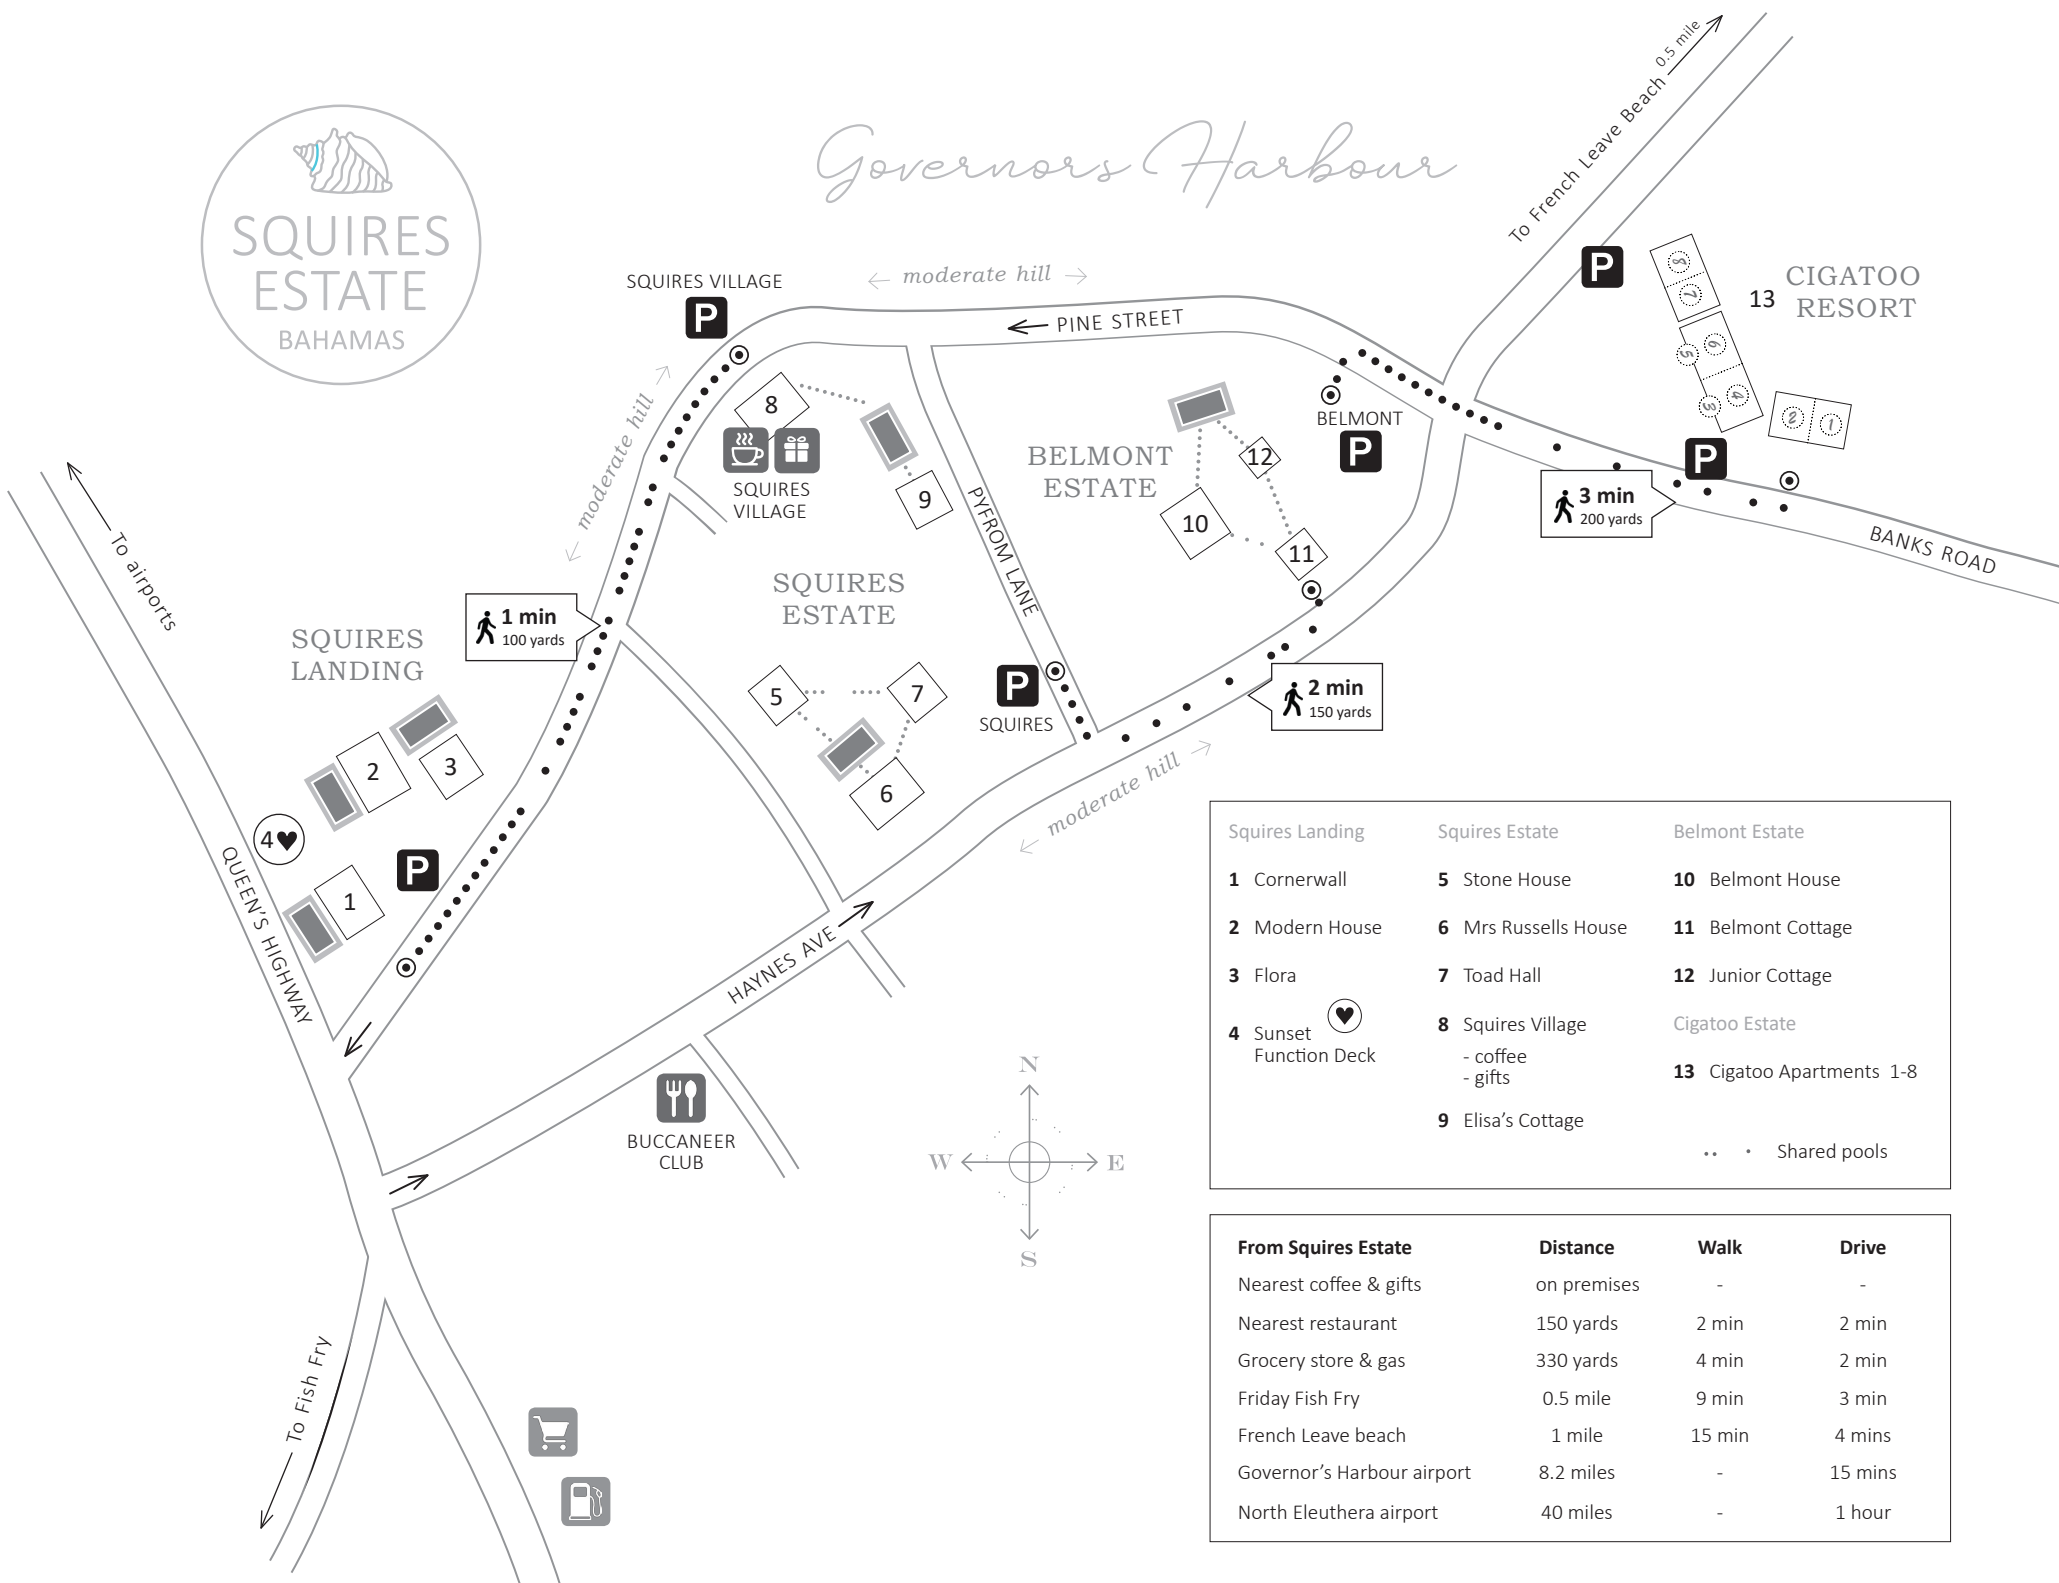 SQUIRES
ESTATE
BAHAMAS
Governors Harbour
To French Leave Beach 0.5 mile
SQUIRES VILLAGE
P
moderate hill
PINE STREET
P
13
CIGATOO
RESORT
8
7
6
5
4
3
2
1
P
BELMONT
P
BELMONT
ESTATE
12
10
11
moderate hill
8
SQUIRES
VILLAGE
9
PYFROM LANE
3 min
200 yards
BANKS ROAD
To airports
SQUIRES
ESTATE
1 min
100 yards
SQUIRES
LANDING
5
7
6
P
SQUIRES
2 min
150 yards
moderate hill
2
3
4
1
P
QUEEN'S HIGHWAY
HAYNES AVE
BUCCANEER
CLUB
N
W
E
S
To Fish Fry
Squires Landing
1 Cornerwall
2 Modern House
3 Flora
4 Sunset
Function Deck
Squires Estate
5 Stone House
6 Mrs Russells House
7 Toad Hall
8 Squires Village
- coffee
- gifts
9 Elisa's Cottage
Belmont Estate
10 Belmont House
11 Belmont Cottage
12 Junior Cottage
Cigatoo Estate
13 Cigatoo Apartments 1-8
Shared pools
From Squires Estate Distance Walk Drive
Nearest coffee & gifts on premises - -
Nearest restaurant 150 yards 2 min 2 min
Grocery store & gas 330 yards 4 min 2 min
Friday Fish Fry 0.5 mile 9 min 3 min
French Leave beach 1 mile 15 min 4 mins
Governor's Harbour airport 8.2 miles - 15 mins
North Eleuthera airport 40 miles - 1 hour